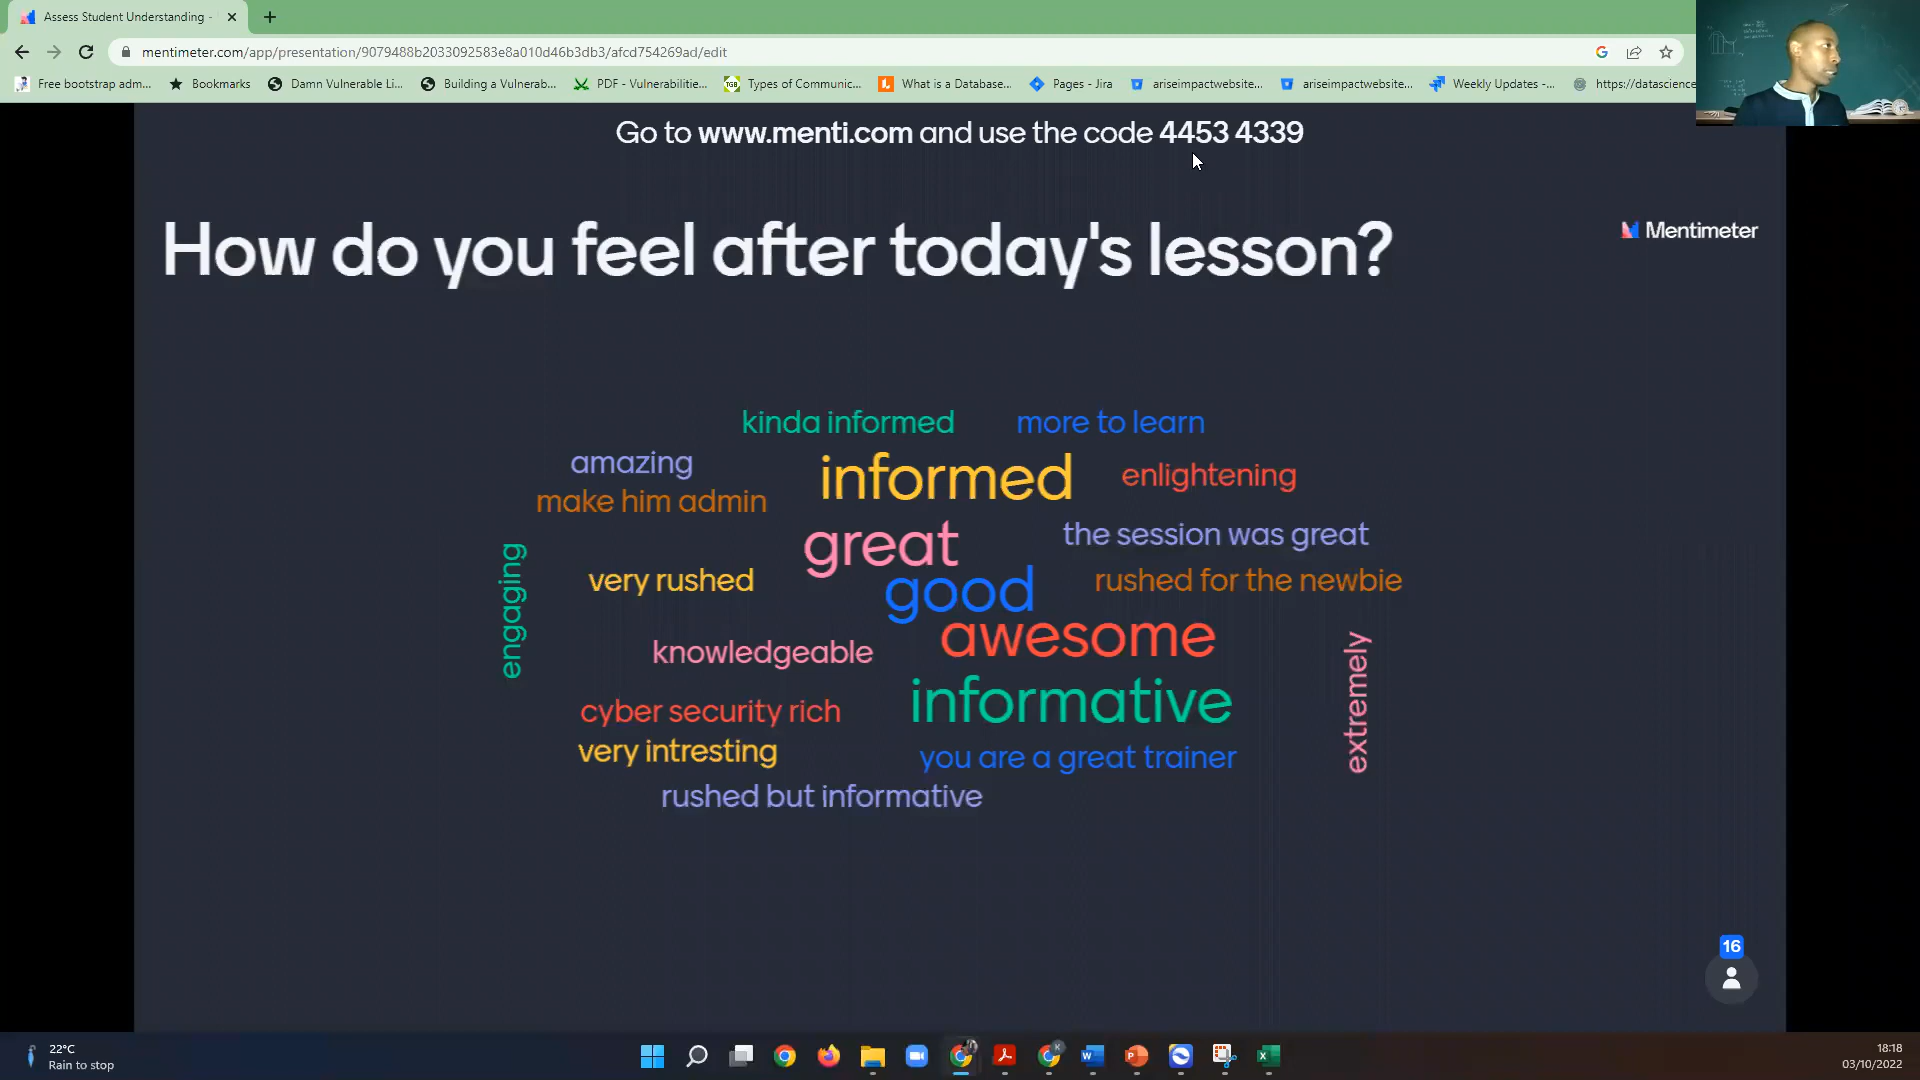 Assess Student Understanding -
mentimeter.com/app/presentation/9079488b2033092583e8a010d46b3db3/afcd754269ad/edit
Free bootstrap adm...
Bookmarks
Damn Vulnerable Li...
Building a Vulnerab...
PDF - Vulnerabilitie...
Types of Communic...
What is a Database...
Pages - Jira
ariseimpactwebsite...
ariseimpactwebsite...
Weekly Updates -...
https://datascience
Go to www.menti.com and use the code 4453 4339
How do you feel after today's lesson?
Mentimeter
kinda informed
more to learn
amazing
informed
enlightening
make him admin
great
the session was great
engaging
very rushed
good
rushed for the newbie
awesome
knowledgeable
extremely
informative
cyber security rich
very intresting
you are a great trainer
rushed but informative
16
22°C
Rain to stop
18:18
03/10/2022